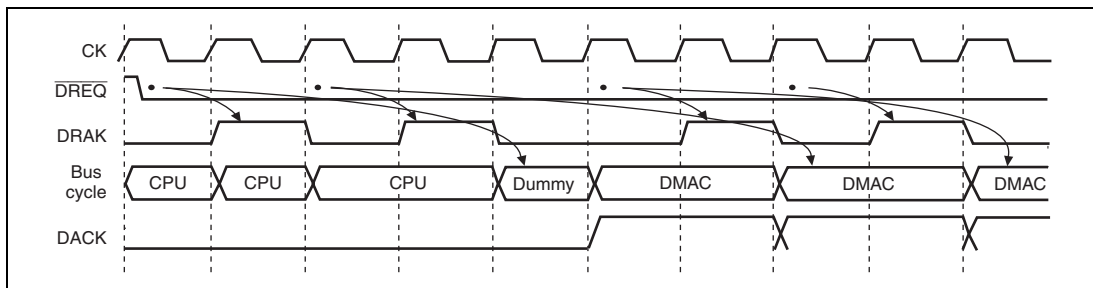 CK
DREQ
DRAK
Bus
cycle
CPU CPU CPU Dummy DMAC DMAC DMAC
DACK